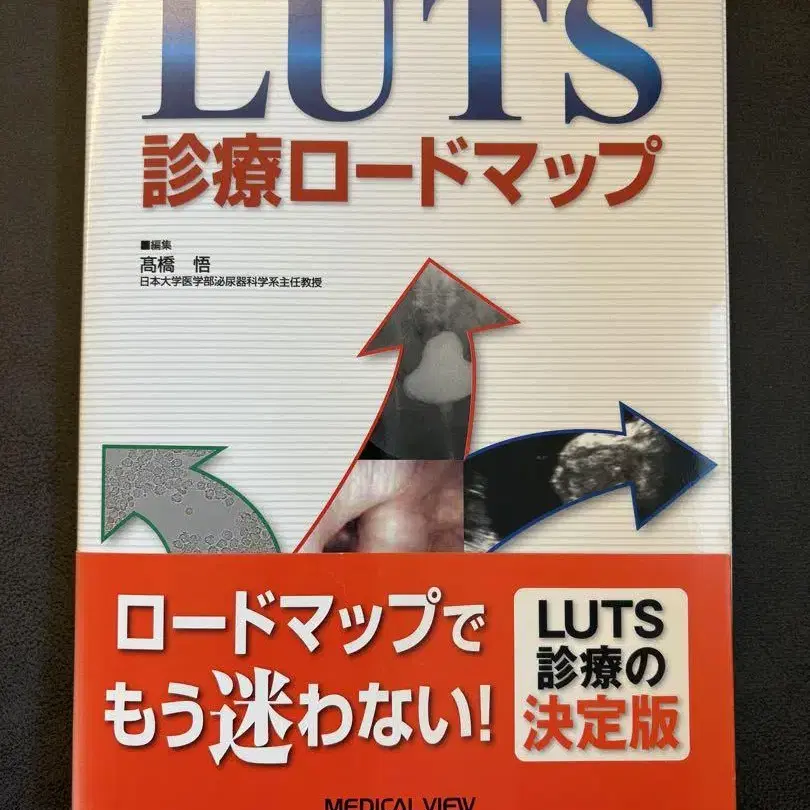 LUTS
診療ロードマップ
■編集
髙橋 悟
日本大学医学部泌尿器科学系主任教授
ロードマップで
もう迷わない!
LUTS
診療の
決定版
MEDICAL VIEW